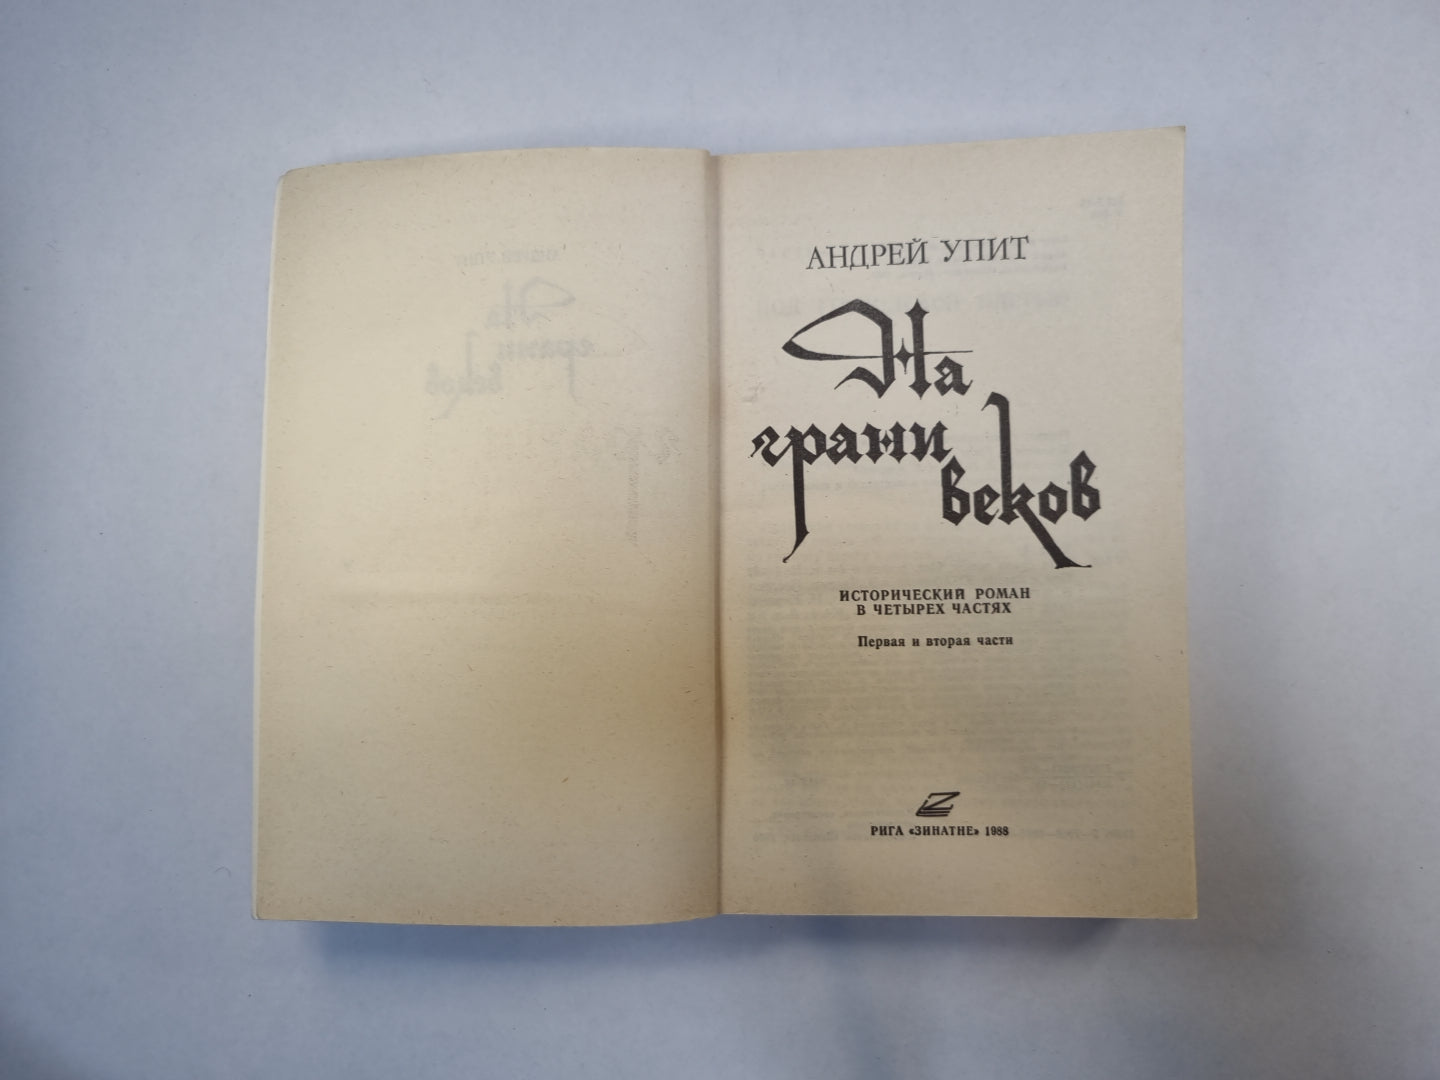 АНДРЕЙ УПИТ
На
грани
веков
ИСТОРИЧЕСКИЙ РОМАН
В ЧЕТЫРЕХ ЧАСТЯХ
Первая и вторая части
РИГА «ЗИНАТНЕ» 1988